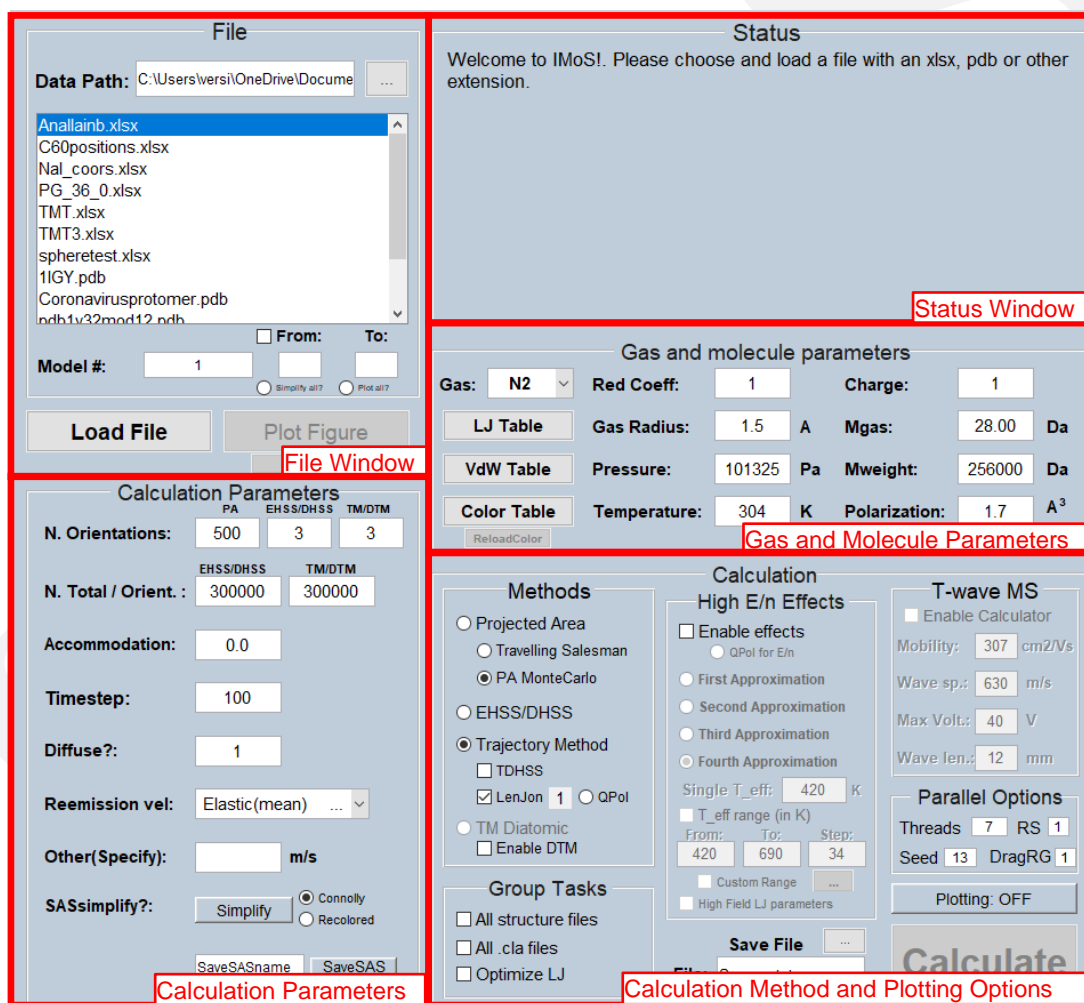 File
Data Path: C:\Users\versi\OneDrive\Docume ...
Anallainb.xlsx
C60positions.xlsx
Nal_coors.xlsx
PG_36_0.xlsx
TMT.xlsx
TMT3.xlsx
spheretest.xlsx
1IGY.pdb
Coronavirusprotomer.pdb
pdb1y32mod12.pdb
From: To:
Model #: 1
Simplify all? Plot all?
Load File Plot Figure
File Window
Status
Welcome to IMoS!. Please choose and load a file with an xlsx, pdb or other
extension.
Status Window
Gas and molecule parameters
Gas: N2 Red Coeff: 1 Charge: 1
LJ Table Gas Radius: 1.5 A Mgas: 28.00 Da
VdW Table Pressure: 101325 Pa Mweight: 256000 Da
Color Table Temperature: 304 K Polarization: 1.7 A³
ReloadColor
Gas and Molecule Parameters
Calculation Parameters
PA EHSS/DHSS TM/DTM
N. Orientations: 500 3 3
EHSS/DHSS TM/DTM
N. Total / Orient. : 300000 300000
Accommodation: 0.0
Timestep: 100
Diffuse?: 1
Reemission vel: Elastic(mean) ...
Other(Specify): m/s
SASsimplify?: Simplify Connolly
Recolored
SaveSASname SaveSAS
Calculation Parameters
Calculation
Methods
Projected Area
Travelling Salesman
PA MonteCarlo
EHSS/DHSS
Trajectory Method
TDHSS
LenJon 1 QPol
TM Diatomic
Enable DTM
Group Tasks
All structure files
All .cla files
Optimize LJ
High E/n Effects
Enable effects
QPol for E/n
First Approximation
Second Approximation
Third Approximation
Fourth Approximation
Single T_eff: 420 K
T_eff range (in K)
From: To: Step:
420 690 34
Custom Range ...
High Field LJ parameters
Save File ...
T-wave MS
Enable Calculator
Mobility: 307 cm2/Vs
Wave sp.: 630 m/s
Max Volt.: 40 V
Wave len.: 12 mm
Parallel Options
Threads 7 RS 1
Seed 13 DragRG 1
Plotting: OFF
Calculate
Calculation Method and Plotting Options